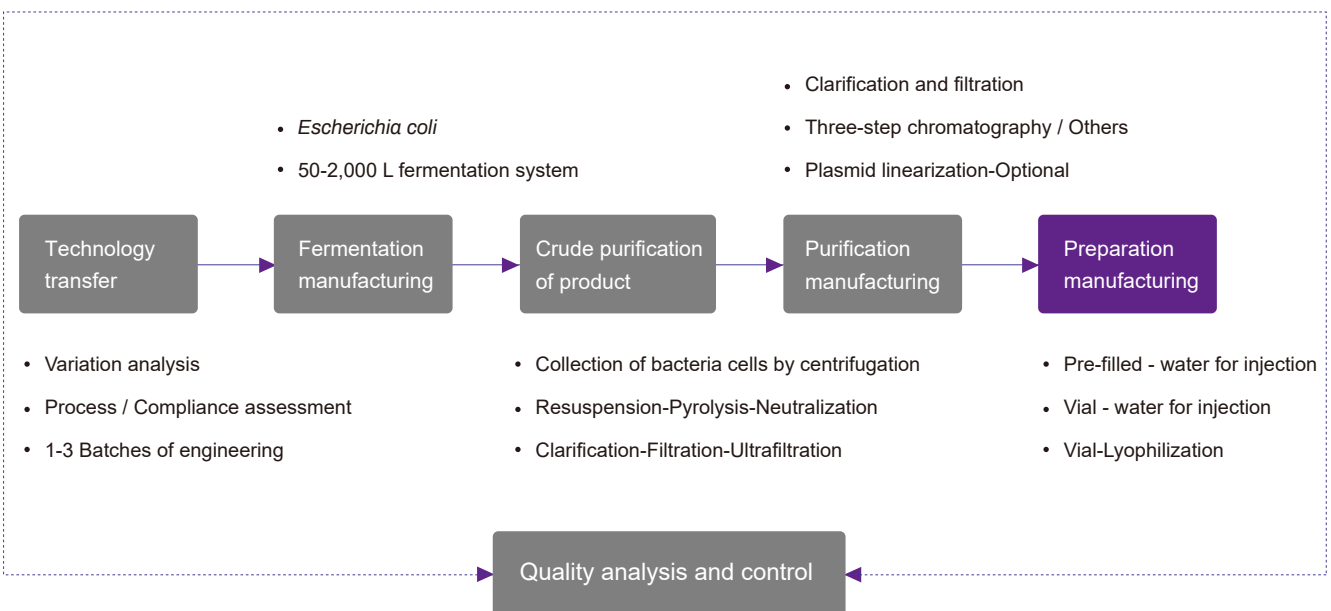 • Clarification and filtration
• Three-step chromatography / Others
• Plasmid linearization-Optional
• Escherichia coli
• 50-2,000 L fermentation system
Technology
transfer
Fermentation
manufacturing
Crude purification
of product
Purification
manufacturing
Preparation
manufacturing
• Variation analysis
• Process / Compliance assessment
• 1-3 Batches of engineering
• Collection of bacteria cells by centrifugation
• Resuspension-Pyrolysis-Neutralization
• Clarification-Filtration-Ultrafiltration
• Pre-filled - water for injection
• Vial - water for injection
• Vial-Lyophilization
Quality analysis and control